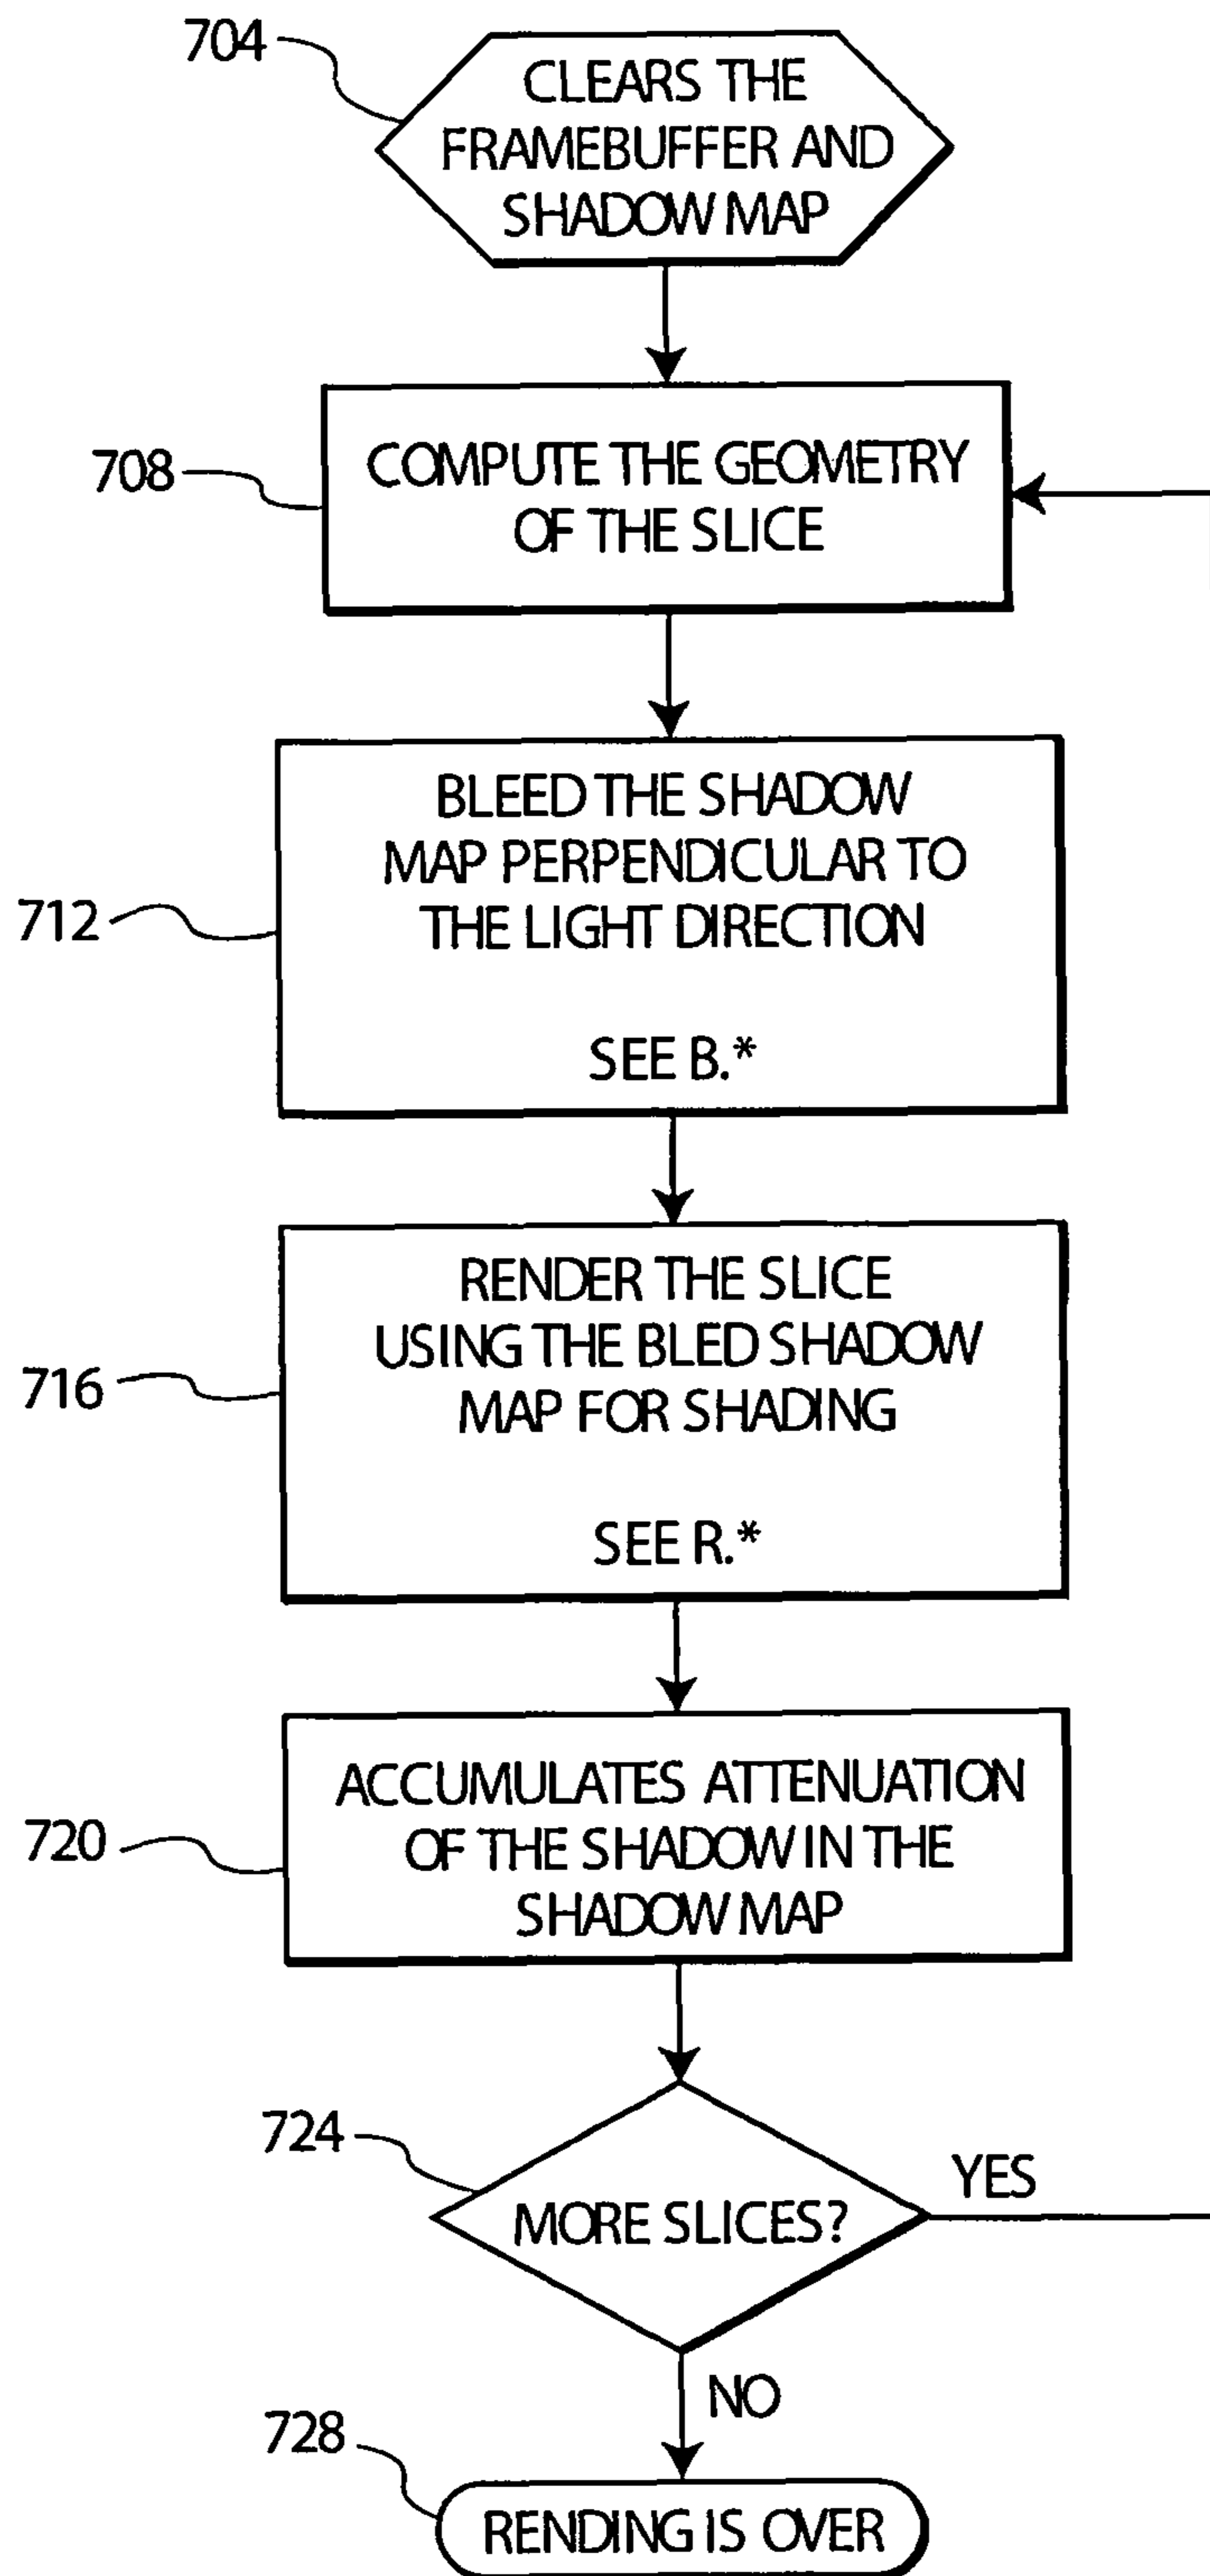 704
CLEARS THE
FRAMEBUFFER AND
SHADOW MAP
708
COMPUTE THE GEOMETRY
OF THE SLICE
712
BLEED THE SHADOW
MAP PERPENDICULAR TO
THE LIGHT DIRECTION
SEE B.*
716
RENDER THE SLICE
USING THE BLED SHADOW
MAP FOR SHADING
SEE R.*
720
ACCUMULATES ATTENUATION
OF THE SHADOW IN THE
SHADOW MAP
724
MORE SLICES?
YES
NO
728
RENDING IS OVER